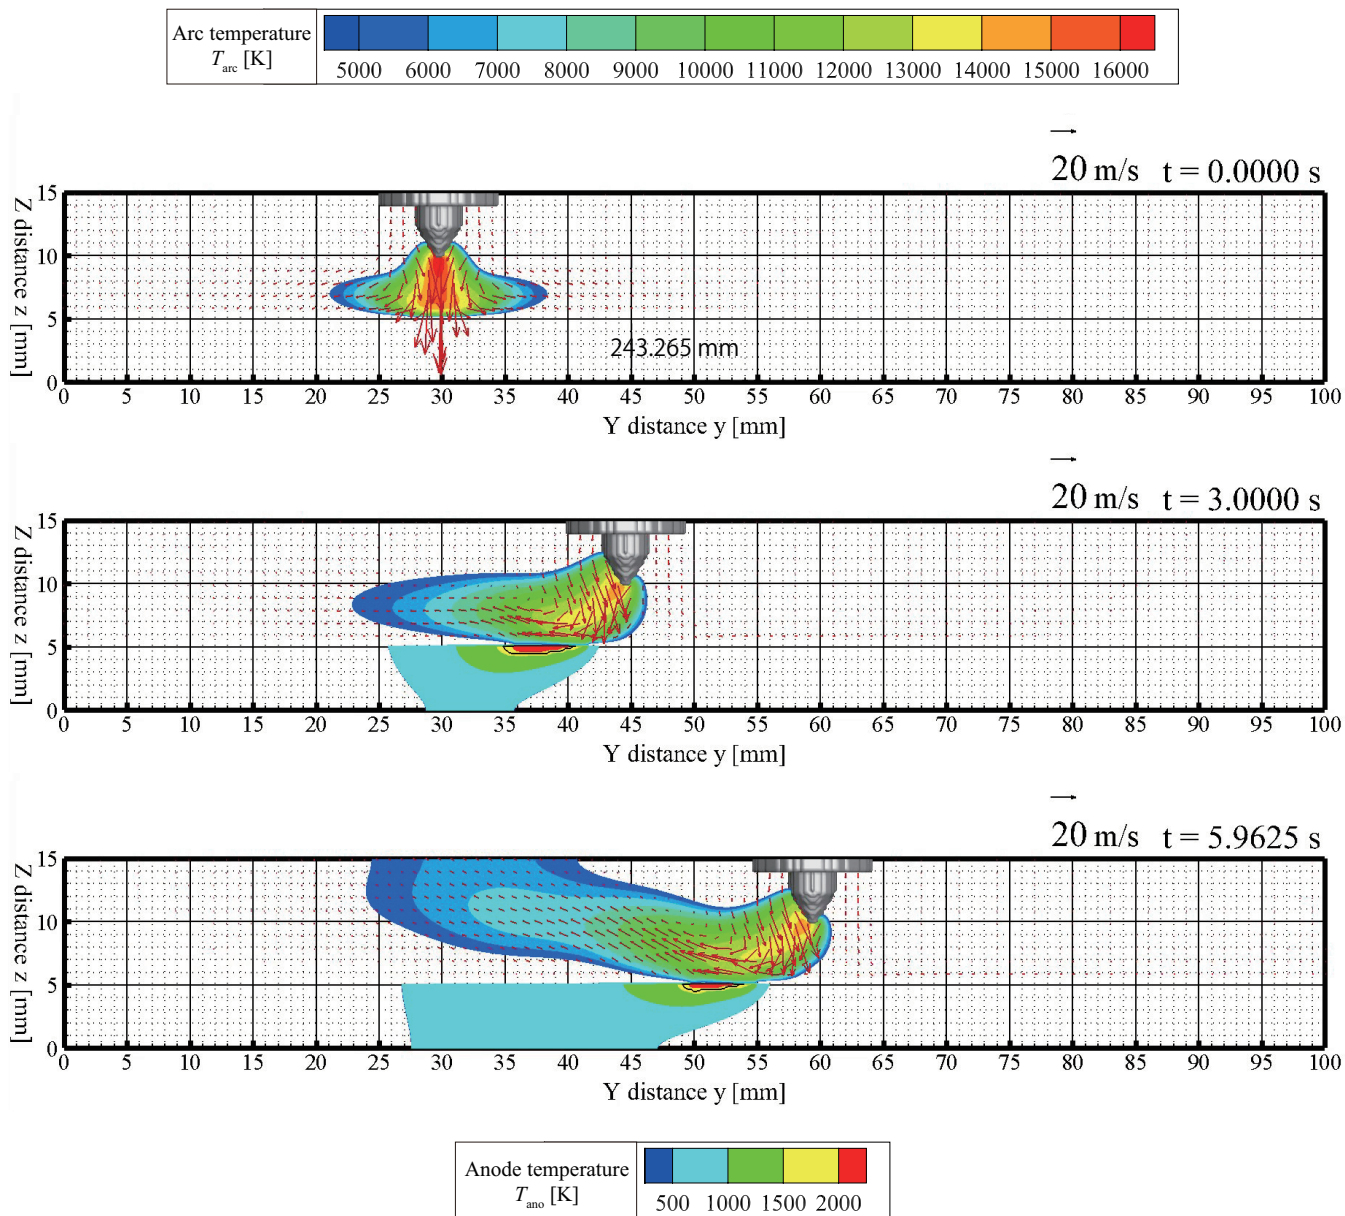 Arc temperature
T_arc [K]
5000 6000 7000 8000 9000 10000 11000 12000 13000 14000 15000 16000
20 m/s t = 0.0000 s
Z distance z [mm]
15
10
5
0
243.265 mm
0 5 10 15 20 25 30 35 40 45 50 55 60 65 70 75 80 85 90 95 100
Y distance y [mm]
20 m/s t = 3.0000 s
Z distance z [mm]
15
10
5
0
0 5 10 15 20 25 30 35 40 45 50 55 60 65 70 75 80 85 90 95 100
Y distance y [mm]
20 m/s t = 5.9625 s
Z distance z [mm]
15
10
5
0
0 5 10 15 20 25 30 35 40 45 50 55 60 65 70 75 80 85 90 95 100
Y distance y [mm]
Anode temperature
T_ano [K]
500 1000 1500 2000